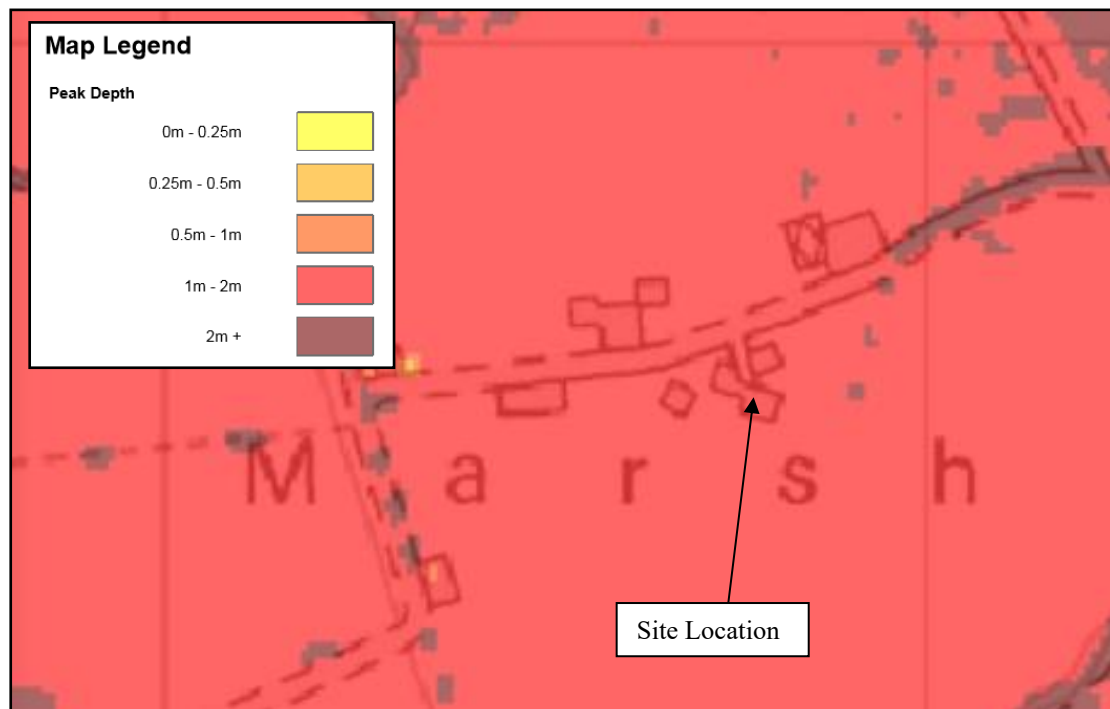 Map Legend
Peak Depth
0m - 0.25m
0.25m - 0.5m
0.5m - 1m
1m - 2m
2m +
M a r s h
Site Location